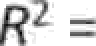 R² =